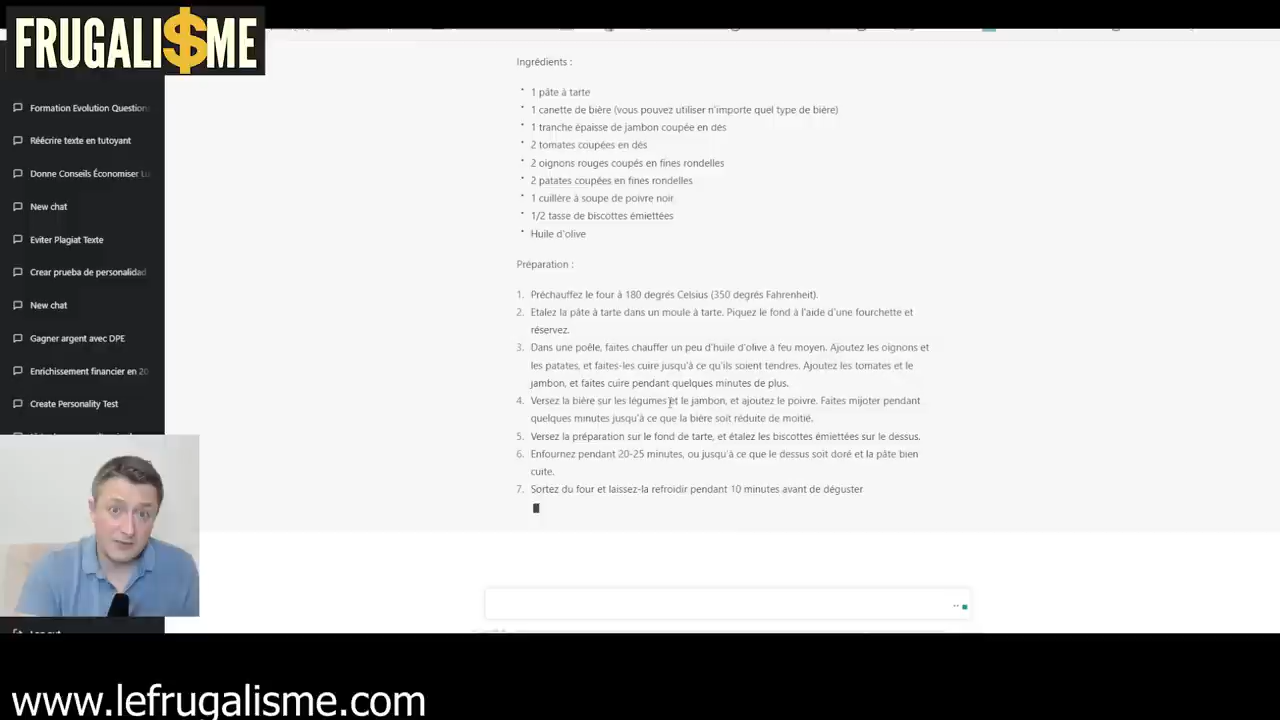 FRUGALI$ME
Formation Evolution Question
Réécrire texte en tutoyant
Donne Conseils Économiser Lu
New chat
Eviter Plagiat Texte
Crear prueba de personalidad
New chat
Gagner argent avec DPE
Enrichissement financier en 20
Create Personality Test
Ingrédients :
1 pâte à tarte
1 canette de bière (vous pouvez utiliser n'importe quel type de bière)
1 tranche épaisse de jambon coupée en dés
2 tomates coupées en dés
2 oignons rouges coupés en fines rondelles
2 patates coupées en fines rondelles
1 cuillère à soupe de poivre noir
1/2 tasse de biscottes émiettées
Huile d'olive
Préparation :
1. Préchauffez le four à 180 degrés Celsius (350 degrés Fahrenheit).
2. Etalez la pâte à tarte dans un moule à tarte. Piquez le fond à l'aide d'une fourchette et
réservez.
3. Dans une poêle, faites chauffer un peu d'huile d'olive à feu moyen. Ajoutez les oignons et
les patates, et faites-les cuire jusqu'à ce qu'ils soient tendres. Ajoutez les tomates et le
jambon, et faites cuire pendant quelques minutes de plus.
4. Versez la bière sur les légumes et le jambon, et ajoutez le poivre. Faites mijoter pendant
quelques minutes jusqu'à ce que la bière soit réduite de moitié.
5. Versez la préparation sur le fond de tarte, et étalez les biscottes émiettées sur le dessus.
6. Enfournez pendant 20-25 minutes, ou jusqu'à ce que le dessus soit doré et la pâte bien
cuite.
7. Sortez du four et laissez-la refroidir pendant 10 minutes avant de déguster
www.lefrugalisme.com